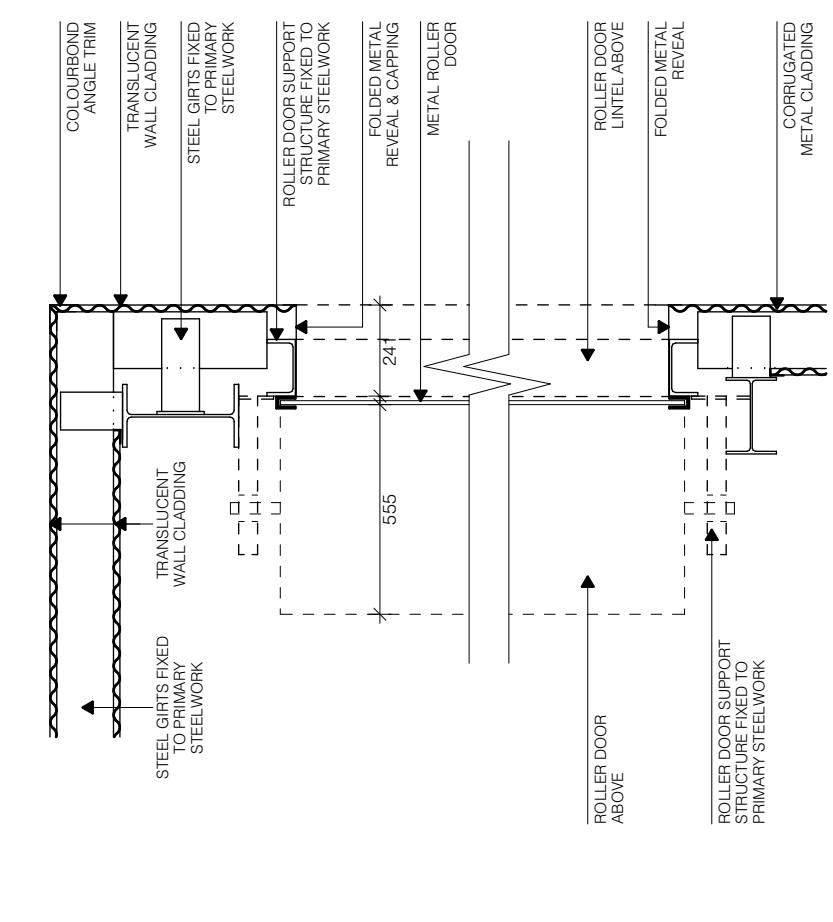 COLOURBOND
ANGLE TRIM
TRANSLUCENT
WALL CLADDING
STEEL GIRTS FIXED
TO PRIMARY
STEELWORK
ROLLER DOOR SUPPORT
STRUCTURE FIXED TO
PRIMARY STEELWORK
FOLDED METAL
REVEAL & CAPPING
METAL ROLLER
DOOR
ROLLER DOOR
LINTEL ABOVE
FOLDED METAL
REVEAL
CORRUGATED
METAL CLADDING
241
555
TRANSLUCENT
WALL CLADDING
STEEL GIRTS FIXED
TO PRIMARY
STEELWORK
ROLLER DOOR
ABOVE
ROLLER DOOR SUPPORT
STRUCTURE FIXED TO
PRIMARY STEELWORK